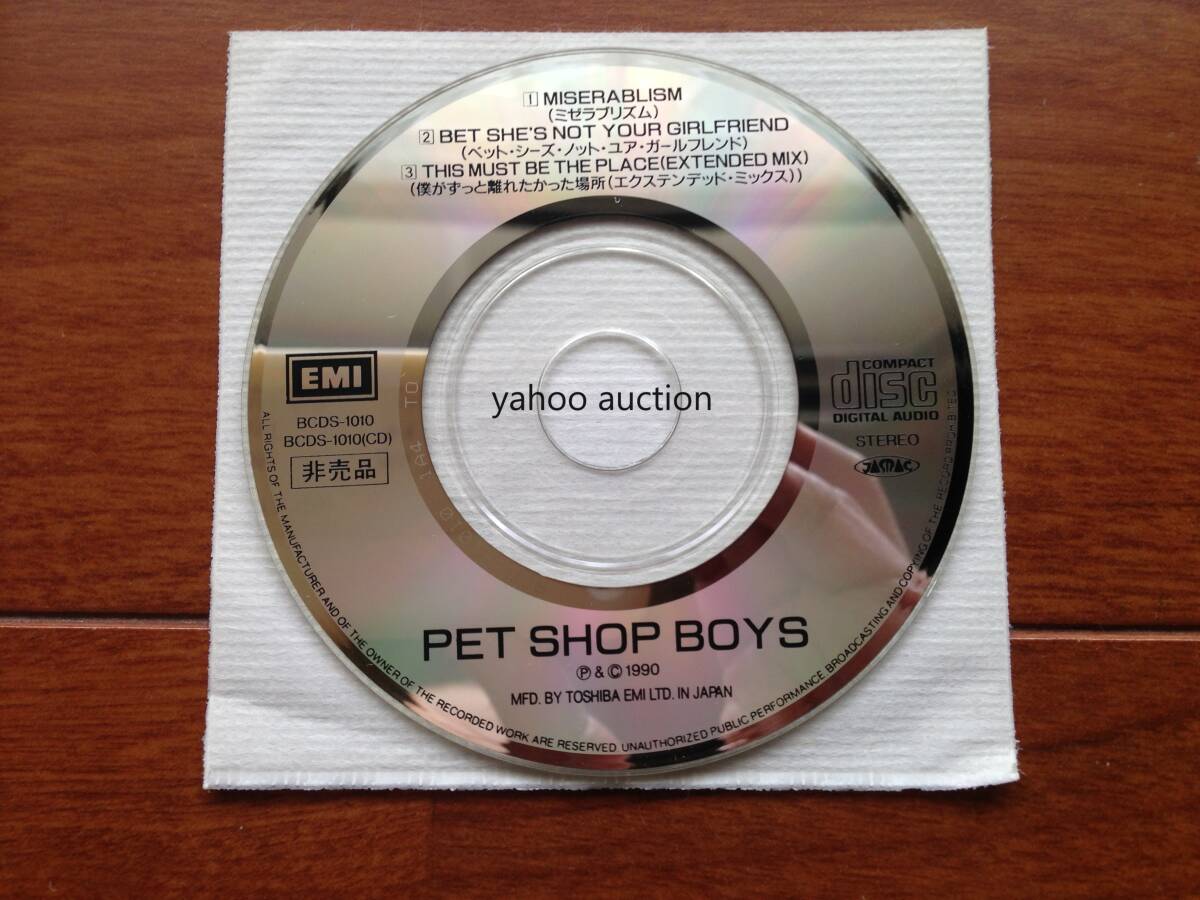 1 MISERABLISM
(ミゼラブリズム)
2 BET SHE'S NOT YOUR GIRLFRIEND
(ベット・シーズ・ノット・ユア・ガールフレンド)
3 THIS MUST BE THE PLACE(EXTENDED MIX)
(僕がずっと離れたかった場所(エクステンデッド・ミックス))
EMI
BCDS-1010
BCDS-1010(CD)
非売品
yahoo auction
COMPACT
disc
DIGITAL AUDIO
STEREO
JASRAC
PET SHOP BOYS
Ⓟ & © 1990
MFD. BY TOSHIBA EMI LTD. IN JAPAN
ALL RIGHTS OF THE MANUFACTURER AND OF THE OWNER OF THE RECORDED WORK ARE RESERVED UNAUTHORIZED PUBLIC PERFORMANCE. BROADCASTING AND COPYING OF THE RECORD PROHIBITED